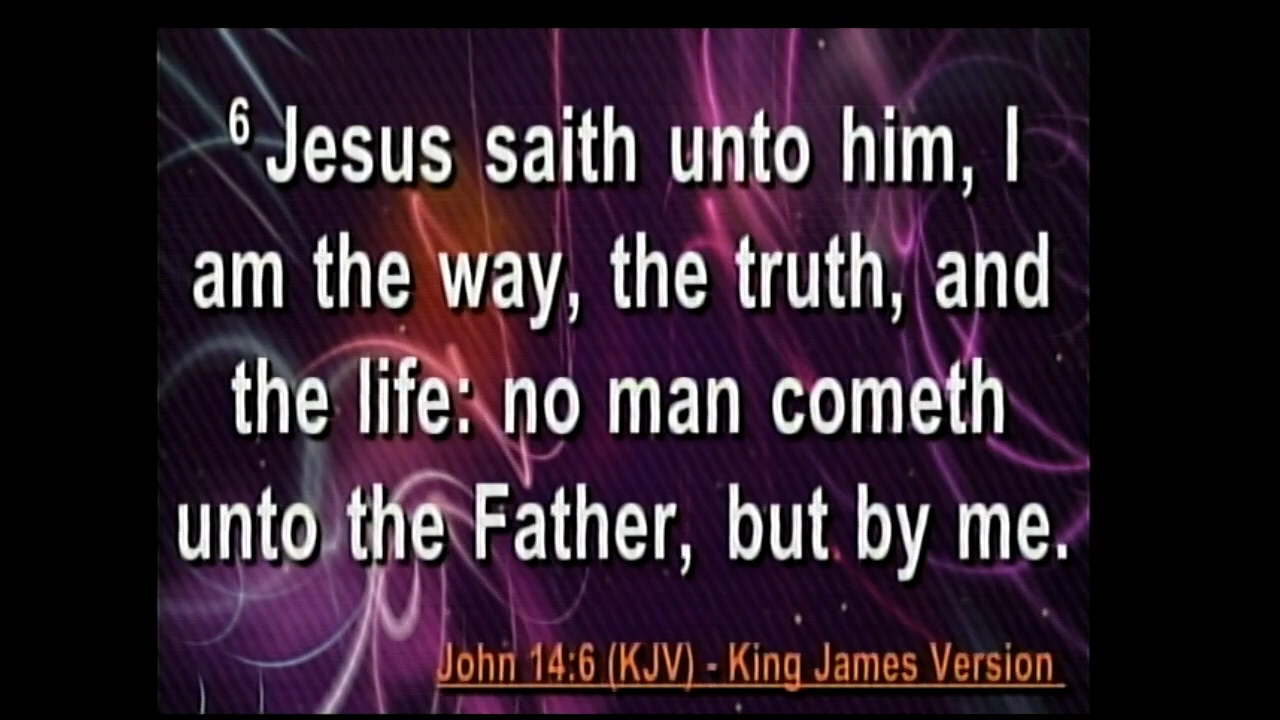 6 Jesus saith unto him, I
am the way, the truth, and
the life: no man cometh
unto the Father, but by me.
John 14:6 (KJV) - King James Version